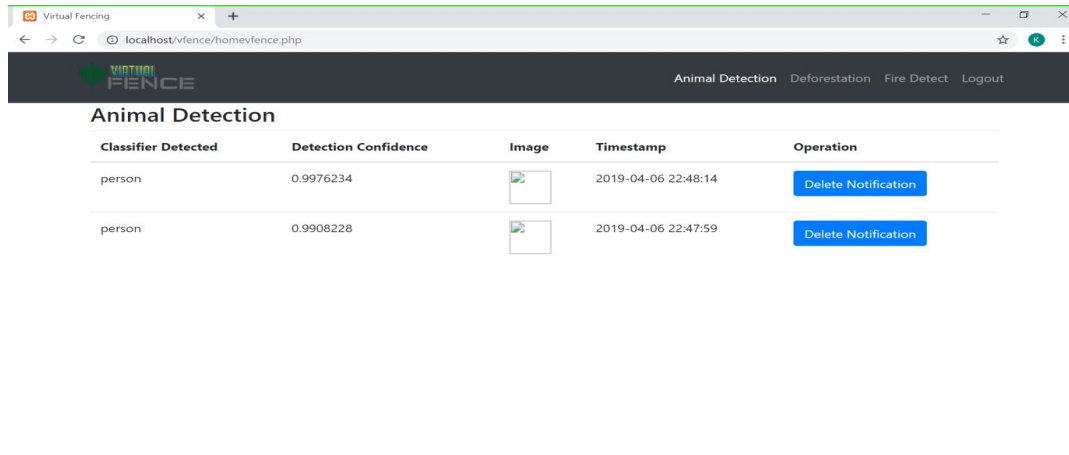 Virtual Fencing
localhost/vfence/homevfence.php
K
VIRTUAL
FENCE
Animal Detection Deforestation Fire Detect Logout
Animal Detection
Classifier Detected Detection Confidence Image Timestamp Operation
person 0.9976234 2019-04-06 22:48:14 Delete Notification
person 0.9908228 2019-04-06 22:47:59 Delete Notification